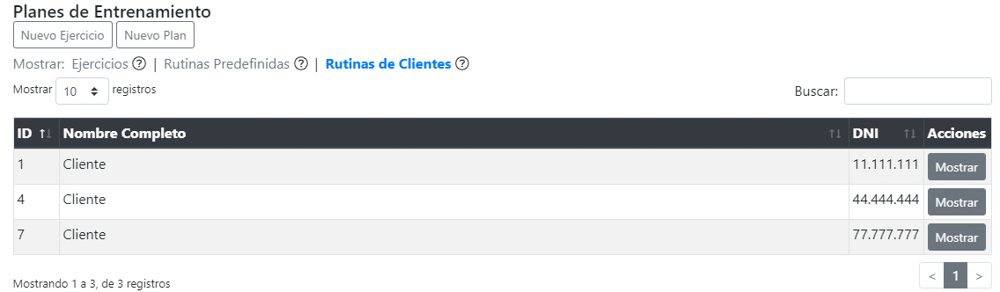 Planes de Entrenamiento
Nuevo Ejercicio Nuevo Plan
Mostrar: Ejercicios ? | Rutinas Predefinidas ? | Rutinas de Clientes ?
Mostrar 10 registros Buscar:
ID ↑↓ Nombre Completo ↑↓ DNI ↑↓ Acciones
1 Cliente 11.111.111 Mostrar
4 Cliente 44.444.444 Mostrar
7 Cliente 77.777.777 Mostrar
Mostrando 1 a 3, de 3 registros < 1 >